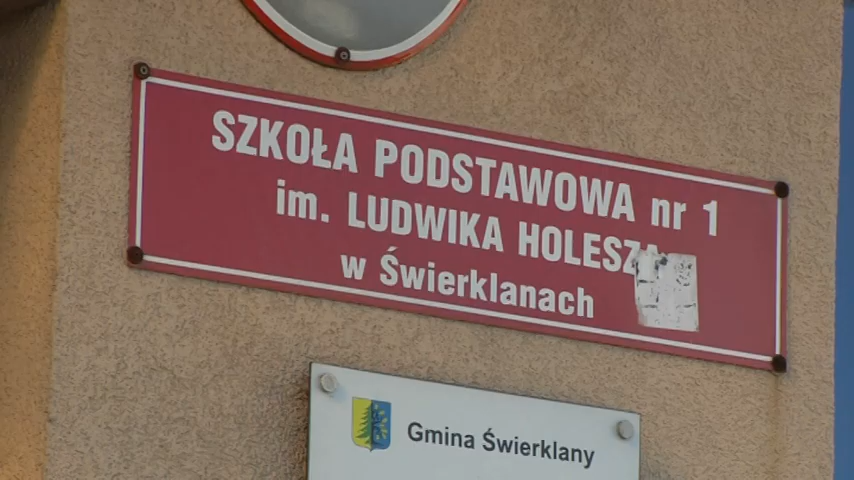 SZKOŁA PODSTAWOWA nr 1
im. LUDWIKA HOLESZA
w Świerklanach
Gmina Świerklany